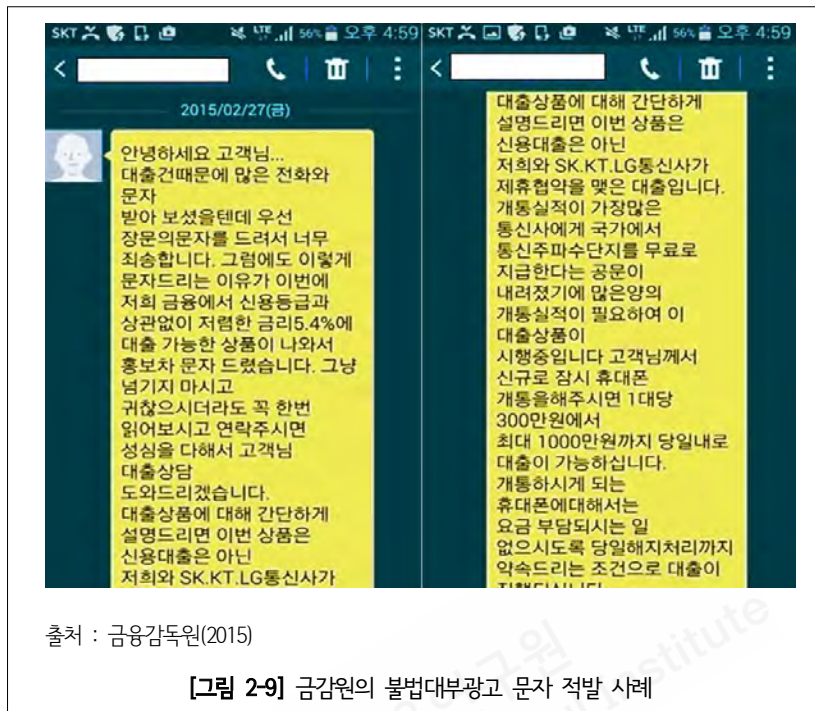 SKT LTE 56% 오후 4:59
2015/02/27(금)
안녕하세요 고객님...
대출건때문에 많은 전화와
문자
받아 보셨을텐데 우선
장문의문자를 드려서 너무
죄송합니다. 그럼에도 이렇게
문자드리는 이유가 이번에
저희 금융에서 신용등급과
상관없이 저렴한 금리5.4%에
대출 가능한 상품이 나와서
홍보차 문자 드렸습니다. 그냥
넘기지 마시고
귀찮으시더라도 꼭 한번
읽어보시고 연락주시면
성심을 다해서 고객님
대출상담
도와드리겠습니다.
대출상품에 대해 간단하게
설명드리면 이번 상품은
신용대출은 아닌
저희와 SK.KT.LG통신사가
SKT LTE 56% 오후 4:59
대출상품에 대해 간단하게
설명드리면 이번 상품은
신용대출은 아닌
저희와 SK.KT.LG통신사가
제휴협약을 맺은 대출입니다.
개통실적이 가장많은
통신사에게 국가에서
통신주파수단지를 무료로
지급한다는 공문이
내려졌기에 많은양의
개통실적이 필요하여 이
대출상품이
시행중입니다 고객님께서
신규로 잠시 휴대폰
개통을해주시면 1대당
300만원에서
최대 1000만원까지 당일내로
대출이 가능하십니다.
개통하시게 되는
휴대폰에대해서는
요금 부담되시는 일
없으시도록 당일해지처리까지
약속드리는 조건으로 대출이
출처 : 금융감독원(2015)
[그림 2-9] 금감원의 불법대부광고 문자 적발 사례